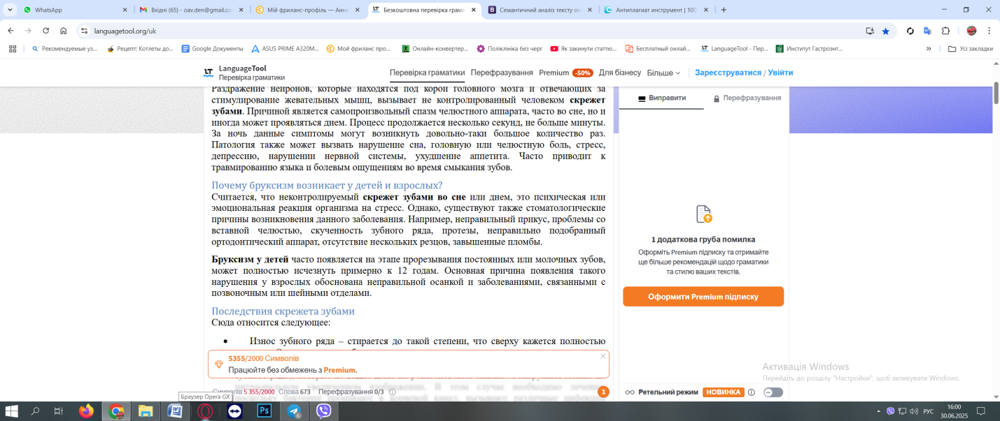 WhatsApp
Вхідні (65) - oav.den@gmail.co
Мій фриланс-профіль — Анна
Безкоштовна перевірка грама
Семантичний аналіз тексту он
Антиплагиат инструмент | 100
languagetool.org/uk
Рекомендуемые уз...
Рецепт: Котлеты до...
Google Документы
ASUS PRIME A320M...
Мой фриланс про...
Онлайн-конвертер...
Поліклініка без черг
Як закинути статтю...
Бесплатный онлай...
LanguageTool - Пер...
Институт Гастроэнт...
Усі закладки
LanguageTool
Перевірка граматики
Перевірка граматики
Перефразування
Premium -50%
Для бізнесу
Більше
Зареєструватися / Увійти
Раздражение нейронов, которые находятся под корой головного мозга и отвечающих за
стимулирование жевательных мышц, вызывает не контролированный человеком скрежет
зубами. Причиной является самопроизвольный спазм челюстного аппарата, часто во сне, но и
иногда может проявляться днем. Процесс продолжается несколько секунд, не больше минуты.
За ночь данные симптомы могут возникнуть довольно-таки большое количество раз.
Патология также может вызвать нарушение сна, головную или челюстную боль, стресс,
депрессию, нарушении нервной системы, ухудшение аппетита. Часто приводит к
травмированию языка и болевым ощущениям во время смыкания зубов.
Почему бруксизм возникает у детей и взрослых?
Считается, что неконтролируемый скрежет зубами во сне или днем, это психическая или
эмоциональная реакция организма на стресс. Однако, существуют также стоматологические
причины возникновения данного заболевания. Например, неправильный прикус, проблемы со
вставной челюстью, скученность зубного ряда, протезы, неправильно подобранный
ортодонтический аппарат, отсутствие нескольких резцов, завышенные пломбы.
Бруксизм у детей часто появляется на этапе прорезывания постоянных или молочных зубов,
может полностью исчезнуть примерно к 12 годам. Основная причина появления такого
нарушения у взрослых обоснована неправильной осанкой и заболеваниями, связанными с
позвоночным или шейными отделами.
Последствия скрежета зубами
Сюда относится следующее:
• Износ зубного ряда – стирается до такой степени, что сверху кажется полностью
5355/2000 Символів
Працюйте без обмежень з Premium.
Символів 5 355/2000 Слова 673 Перефразування 0/3
1
Браузер Opera GX
Виправити
Перефразування
1 додаткова груба помилка
Оформіть Premium підписку та отримайте
ще більше рекомендацій щодо граматики
та стилю ваших текстів.
Оформити Premium підписку
Активація Windows
Перейдіть до розділу "Настройки", щоб активувати Windows.
Ретельний режим НОВИНКА
РУС
16:00
30.06.2025